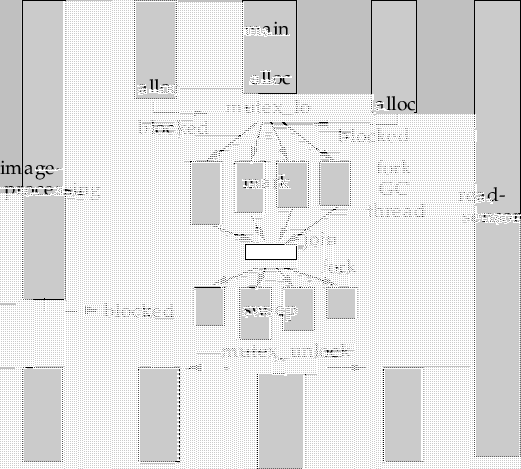 main
alloc
alloc
alloc
mutex_lo
blocked
blocked
image-
processing
mark
fork
GC
thread
read-
sensor
join
fork
blocked
sweep
mutex_unlock